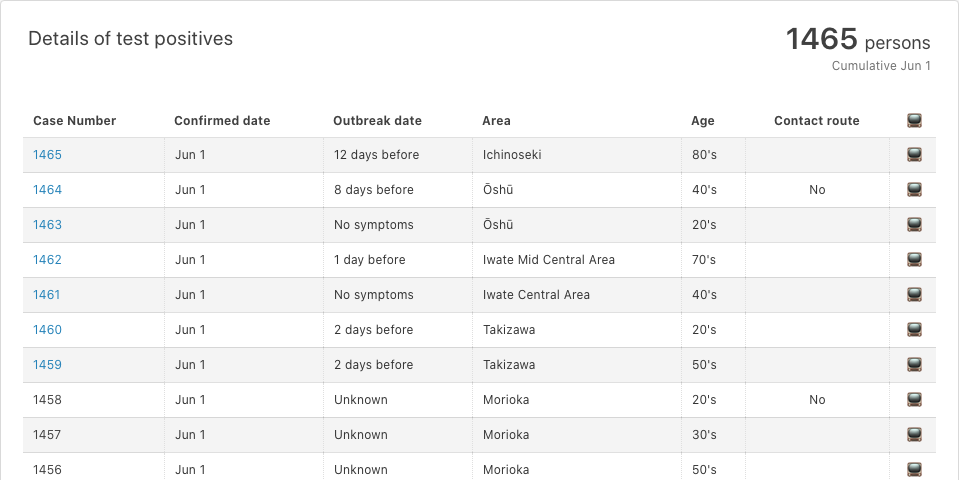 Details of test positives
1465 persons
Cumulative Jun 1
Case Number Confirmed date Outbreak date Area Age Contact route
1465 Jun 1 12 days before Ichinoseki 80's
1464 Jun 1 8 days before Ōshū 40's No
1463 Jun 1 No symptoms Ōshū 20's
1462 Jun 1 1 day before Iwate Mid Central Area 70's
1461 Jun 1 No symptoms Iwate Central Area 40's
1460 Jun 1 2 days before Takizawa 20's
1459 Jun 1 2 days before Takizawa 50's
1458 Jun 1 Unknown Morioka 20's No
1457 Jun 1 Unknown Morioka 30's
1456 Jun 1 Unknown Morioka 50's